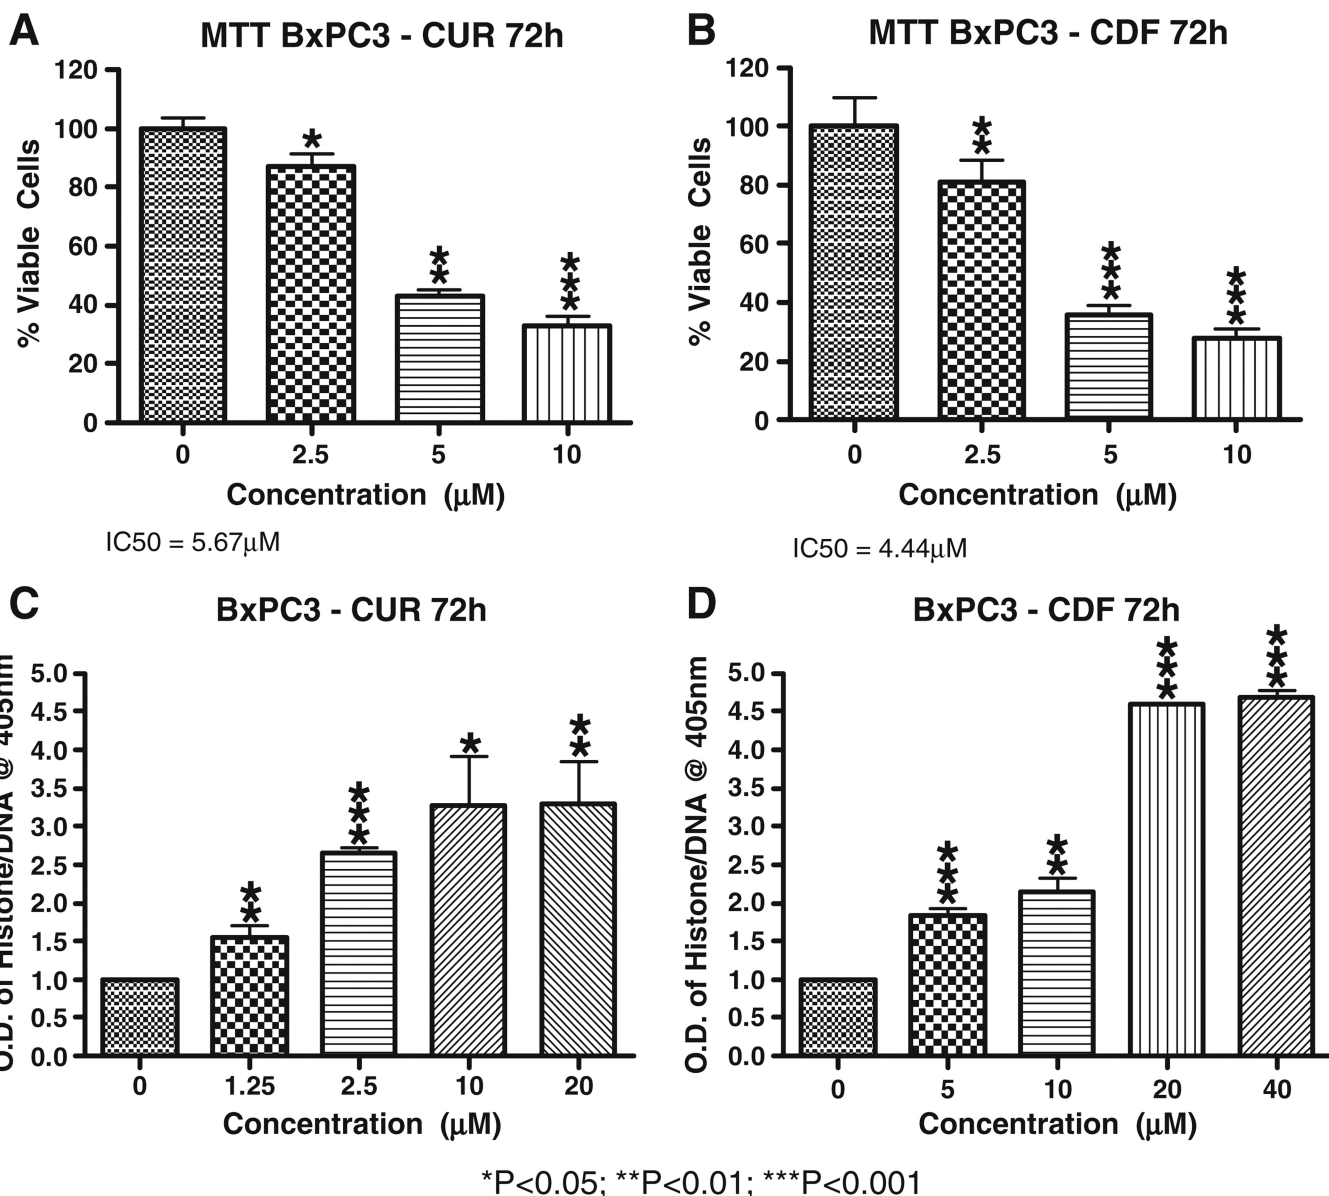 A
MTT BxPC3 - CUR 72h
% Viable Cells
120
100
80
60
40
20
0
*
**
***
0 2.5 5 10
Concentration (μM)
IC50 = 5.67μM
B
MTT BxPC3 - CDF 72h
% Viable Cells
120
100
80
60
40
20
0
**
***
***
0 2.5 5 10
Concentration (μM)
IC50 = 4.44μM
C
BxPC3 - CUR 72h
O.D. of Histone/DNA @ 405nm
5.0
4.5
4.0
3.5
3.0
2.5
2.0
1.5
1.0
0.5
0.0
**
***
*
**
0 1.25 2.5 10 20
Concentration (μM)
D
BxPC3 - CDF 72h
O.D. of Histone/DNA @ 405nm
5.0
4.5
4.0
3.5
3.0
2.5
2.0
1.5
1.0
0.5
0.0
***
**
***
***
0 5 10 20 40
Concentration (μM)
*P<0.05; **P<0.01; ***P<0.001